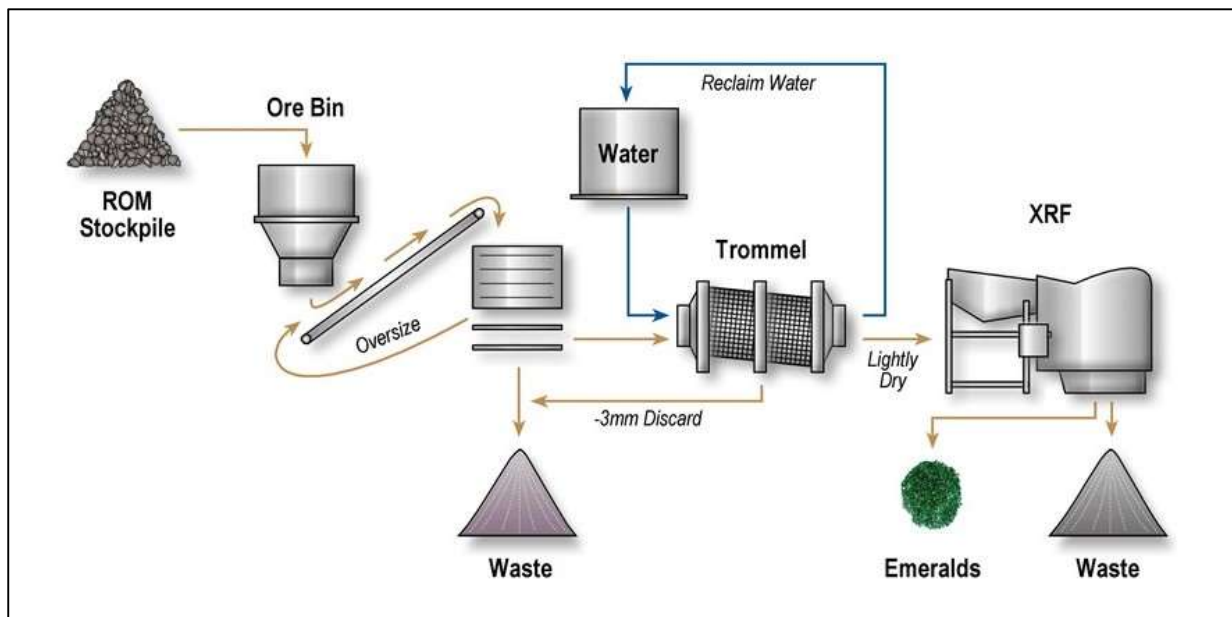 Reclaim Water
Ore Bin
Water
ROM
Stockpile
XRF
Trommel
Oversize
Lightly
Dry
-3mm Discard
Waste
Emeralds
Waste